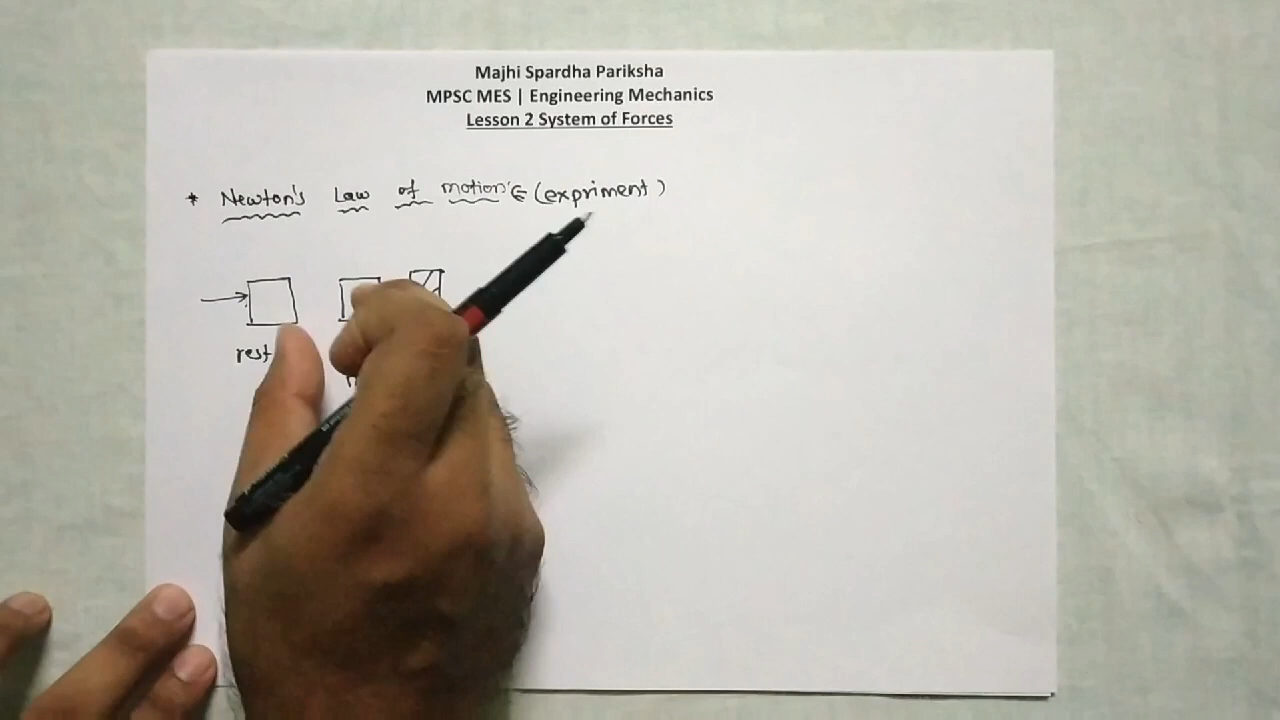 Majhi Spardha Pariksha
MPSC MES | Engineering Mechanics
Lesson 2 System of Forces
* Newton's Law of motion's (expriment)
rest